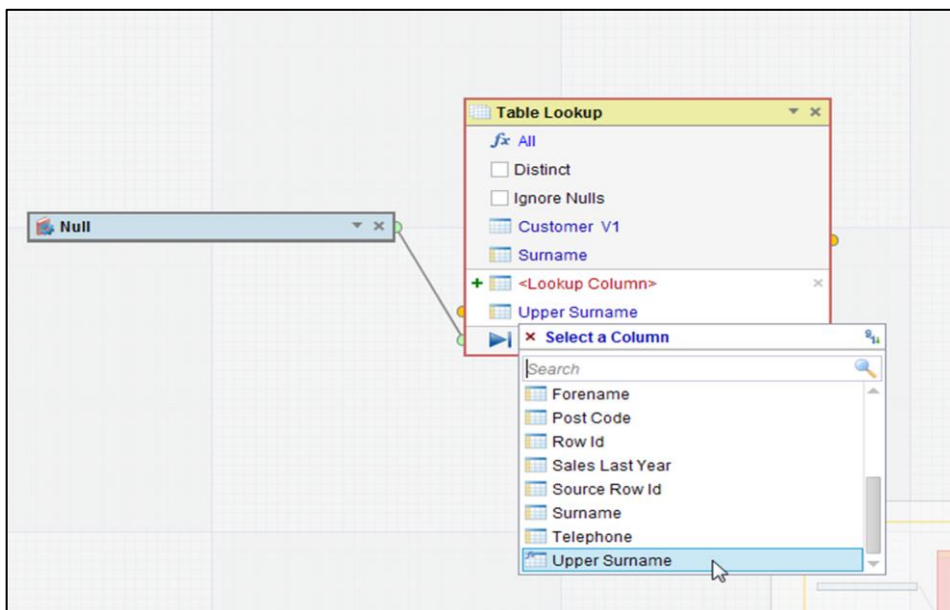 Table Lookup
fx All
Distinct
Ignore Nulls
Null
Customer V1
Surname
<Lookup Column>
Upper Surname
Select a Column
Search
Forename
Post Code
Row Id
Sales Last Year
Source Row Id
Surname
Telephone
Upper Surname